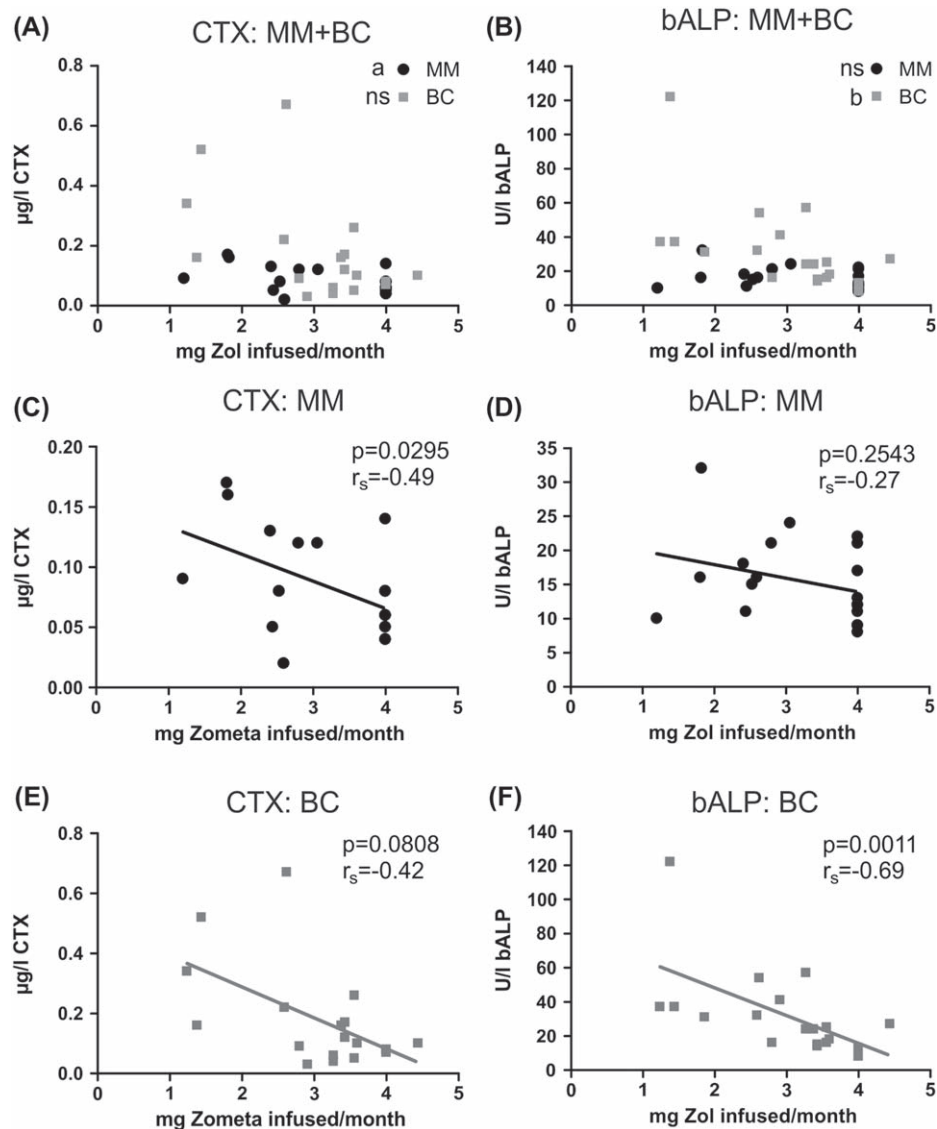 (A)
CTX: MM+BC
a MM
ns BC
µg/l CTX
0.8
0.6
0.4
0.2
0.0
0 1 2 3 4 5
mg Zol infused/month
(B)
bALP: MM+BC
ns MM
b BC
U/l bALP
140
120
100
80
60
40
20
0
0 1 2 3 4 5
mg Zol infused/month
(C)
CTX: MM
p=0.0295
rₛ=-0.49
µg/l CTX
0.20
0.15
0.10
0.05
0.00
0 1 2 3 4 5
mg Zometa infused/month
(D)
bALP: MM
p=0.2543
rₛ=-0.27
U/l bALP
35
30
25
20
15
10
5
0
0 1 2 3 4 5
mg Zol infused/month
(E)
CTX: BC
p=0.0808
rₛ=-0.42
µg/l CTX
0.8
0.6
0.4
0.2
0.0
0 1 2 3 4 5
mg Zometa infused/month
(F)
bALP: BC
p=0.0011
rₛ=-0.69
U/l bALP
140
120
100
80
60
40
20
0
0 1 2 3 4 5
mg Zol infused/month